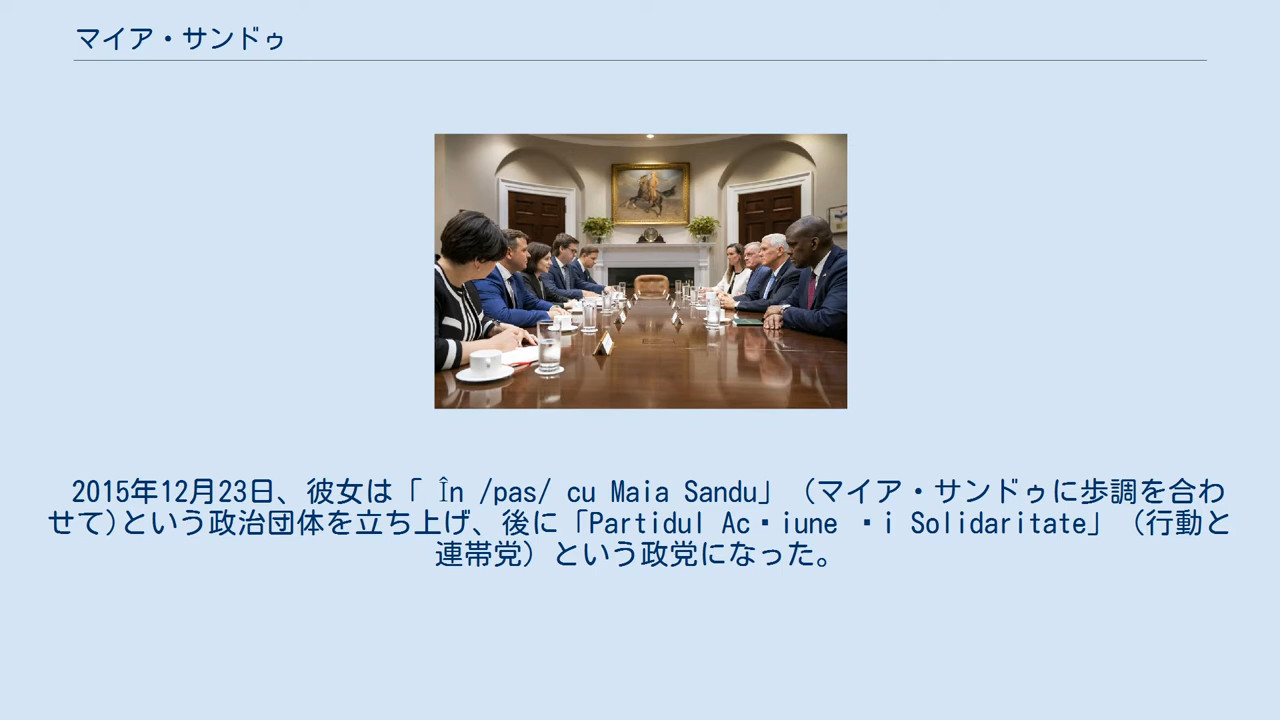 マイア・サンドゥ
2015年12月23日、彼女は「 În /pas/ cu Maia Sandu」（マイア・サンドゥに歩調を合わ
せて)という政治団体を立ち上げ、後に「Partidul Ac・iune ・i Solidaritate」（行動と
連帯党）という政党になった。